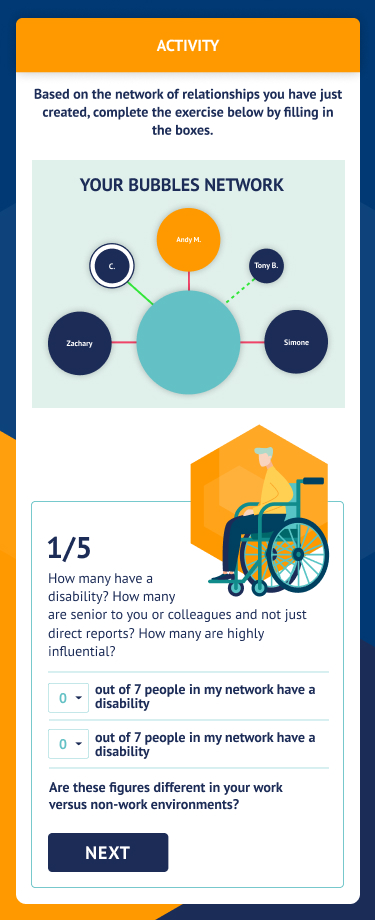 ACTIVITY
Based on the network of relationships you have just
created, complete the exercise below by filling in
the boxes.
YOUR BUBBLES NETWORK
Andy M.
C.
Tony B.
Zachary
Simone
1/5
How many have a
disability? How many
are senior to you or colleagues and not just
direct reports? How many are highly
influential?
0 out of 7 people in my network have a
disability
0 out of 7 people in my network have a
disability
Are these figures different in your work
versus non-work environments?
NEXT